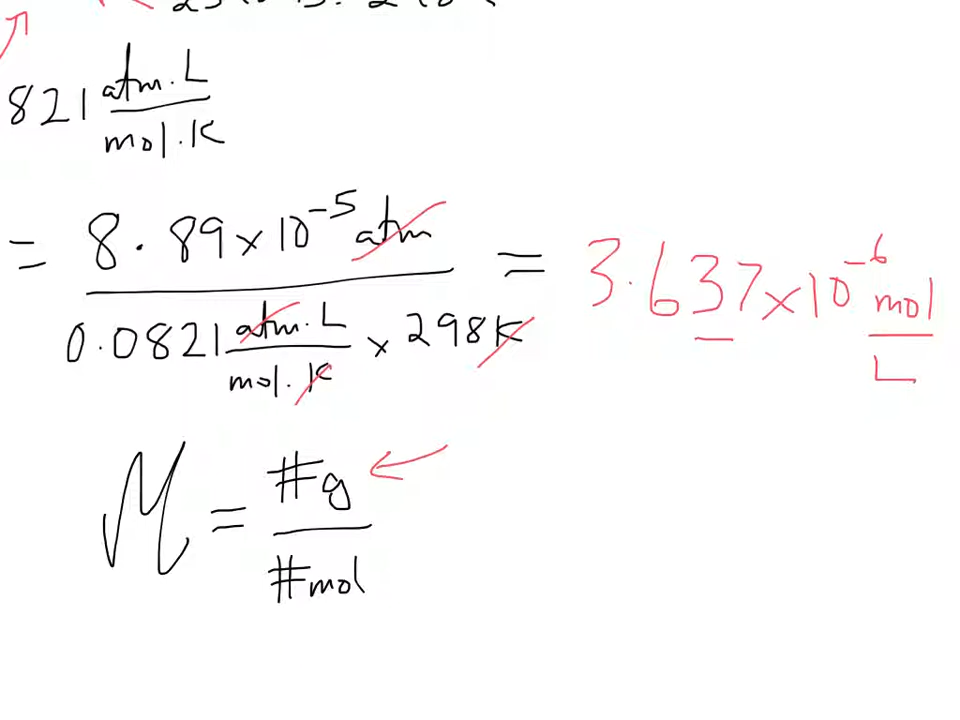 821 atm.L
mol.K
= 8.89×10⁻⁵ atm = 3.637×10⁻⁶ mol
0.0821 atm.L × 298K L
mol.K
M = #g
#mol